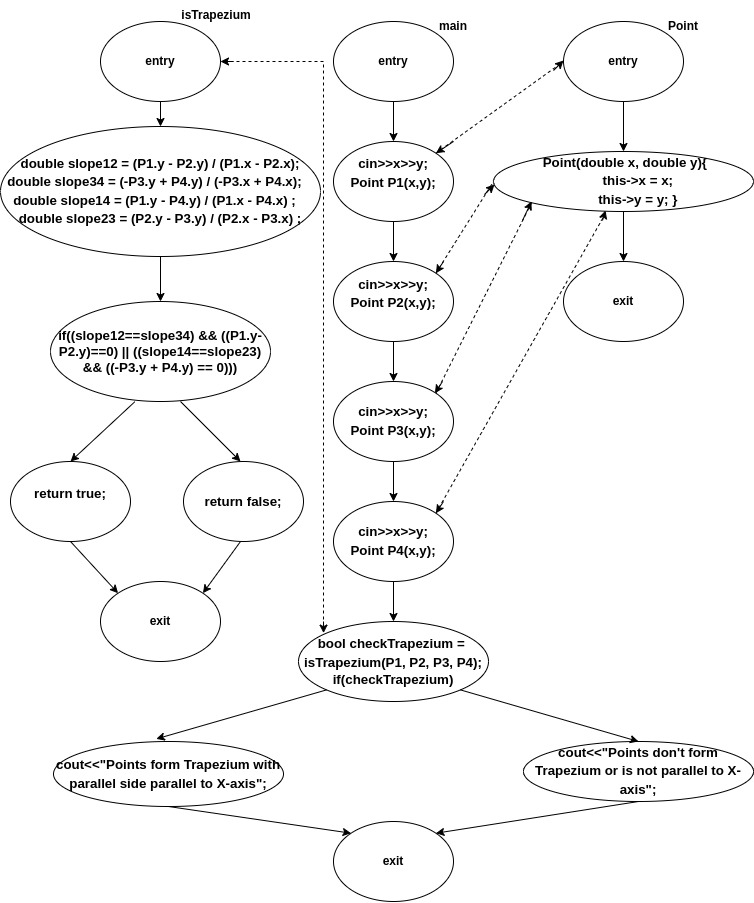 isTrapezium
entry
double slope12 = (P1.y - P2.y) / (P1.x - P2.x);
double slope34 = (-P3.y + P4.y) / (-P3.x + P4.x);
double slope14 = (P1.y - P4.y) / (P1.x - P4.x) ;
double slope23 = (P2.y - P3.y) / (P2.x - P3.x) ;
if((slope12==slope34) && ((P1.y-
P2.y)==0) || ((slope14==slope23)
&& ((-P3.y + P4.y) == 0)))
return true;
return false;
exit
main
entry
cin>>x>>y;
Point P1(x,y);
cin>>x>>y;
Point P2(x,y);
cin>>x>>y;
Point P3(x,y);
cin>>x>>y;
Point P4(x,y);
bool checkTrapezium =
isTrapezium(P1, P2, P3, P4);
if(checkTrapezium)
cout<<"Points form Trapezium with
parallel side parallel to X-axis";
cout<<"Points don't form
Trapezium or is not parallel to X-
axis";
exit
Point
entry
Point(double x, double y){
this->x = x;
this->y = y; }
exit